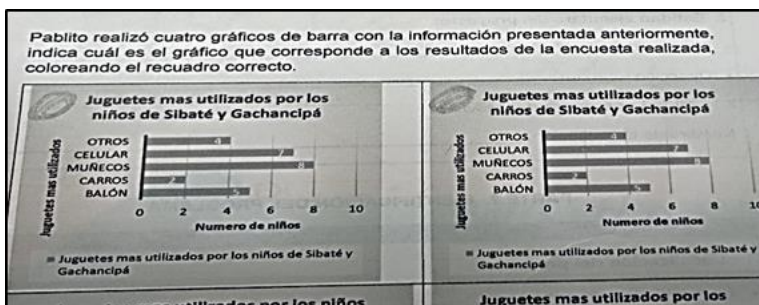 Pablito realizó cuatro gráficos de barra con la información presentada anteriormente,
indica cuál es el gráfico que corresponde a los resultados de la encuesta realizada,
coloreando el recuadro correcto.
Juguetes mas utilizados por los
niños de Sibaté y Gachancipá
Juguetes mas utilizados
OTROS 4
CELULAR 7
MUÑECOS 8
CARROS 2
BALÓN 5
0 2 4 6 8 10
Numero de niños
Juguetes mas utilizados por los niños de Sibaté y
Gachancipá
Juguetes mas utilizados por los
niños de Sibaté y Gachancipá
Juguetes mas utilizados
OTROS 4
CELULAR 7
MUÑECOS 8
CARROS 2
BALÓN 5
0 2 4 6 8
Numero de niños
Juguetes mas utilizados por los niños de Sibaté y
Gachancipá
utilizados por los niños
Juguetes mas utilizados por los